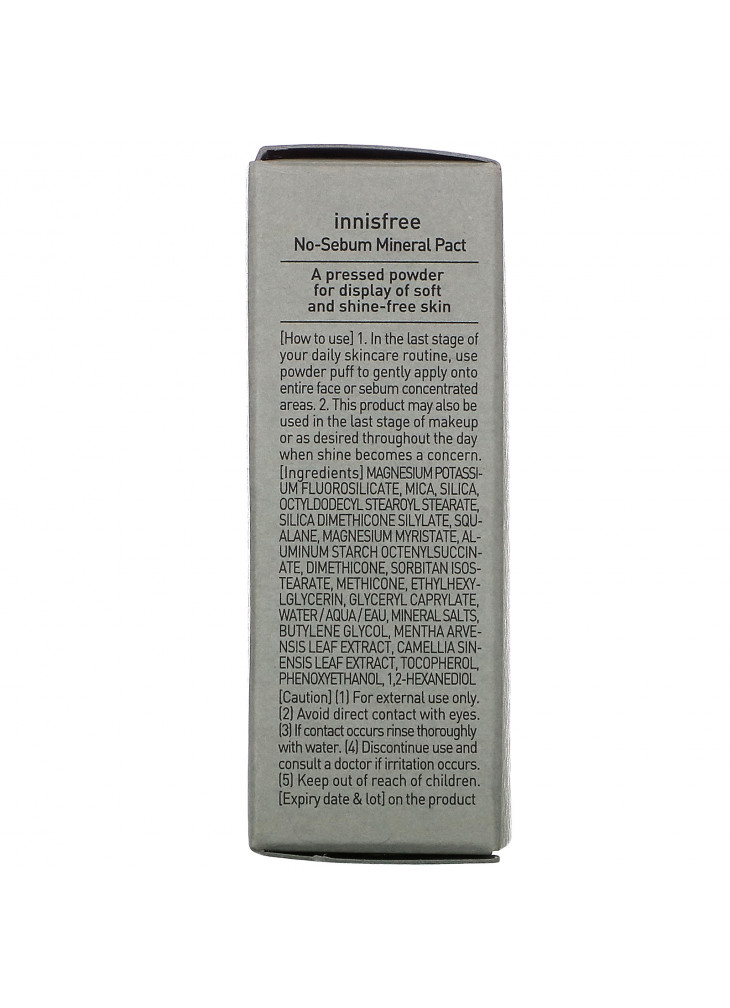 innisfree
No-Sebum Mineral Pact
A pressed powder
for display of soft
and shine-free skin
[How to use] 1. In the last stage of
your daily skincare routine, use
powder puff to gently apply onto
entire face or sebum concentrated
areas. 2. This product may also be
used in the last stage of makeup
or as desired throughout the day
when shine becomes a concern.
[Ingredients] MAGNESIUM POTASSI-
UM FLUOROSILICATE, MICA, SILICA,
OCTYLDODECYL STEAROYL STEARATE,
SILICA DIMETHICONE SILYLATE, SQU-
ALANE, MAGNESIUM MYRISTATE, AL-
UMINUM STARCH OCTENYLSUCCIN-
ATE, DIMETHICONE, SORBITAN ISOS-
TEARATE, METHICONE, ETHYLHEXY-
LGLYCERIN, GLYCERYL CAPRYLATE,
WATER / AQUA / EAU, MINERAL SALTS,
BUTYLENE GLYCOL, MENTHA ARVE-
NSIS LEAF EXTRACT, CAMELLIA SIN-
ENSIS LEAF EXTRACT, TOCOPHEROL,
PHENOXYETHANOL, 1,2-HEXANEDIOL
[Caution] (1) For external use only.
(2) Avoid direct contact with eyes.
(3) If contact occurs rinse thoroughly
with water. (4) Discontinue use and
consult a doctor if irritation occurs.
(5) Keep out of reach of children.
[Expiry date & lot] on the product